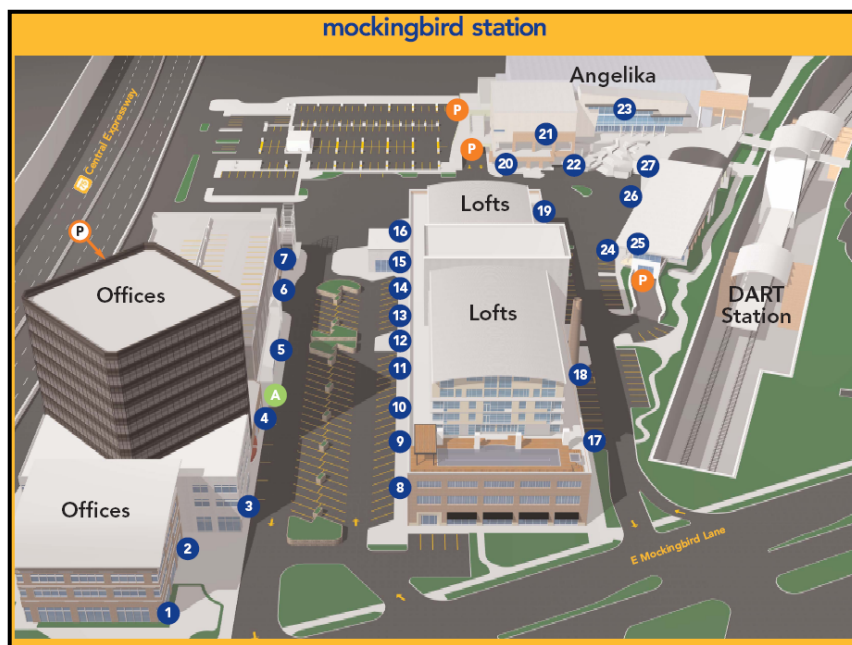 mockingbird station
Angelika
75 Central Expressway
P
P
23
21
20
22
27
26
Lofts
19
16
24
25
P
P
7
15
Offices
6
14
Lofts
DART
Station
13
5
12
11
18
A
10
4
9
17
8
3
Offices
2
E Mockingbird Lane
1